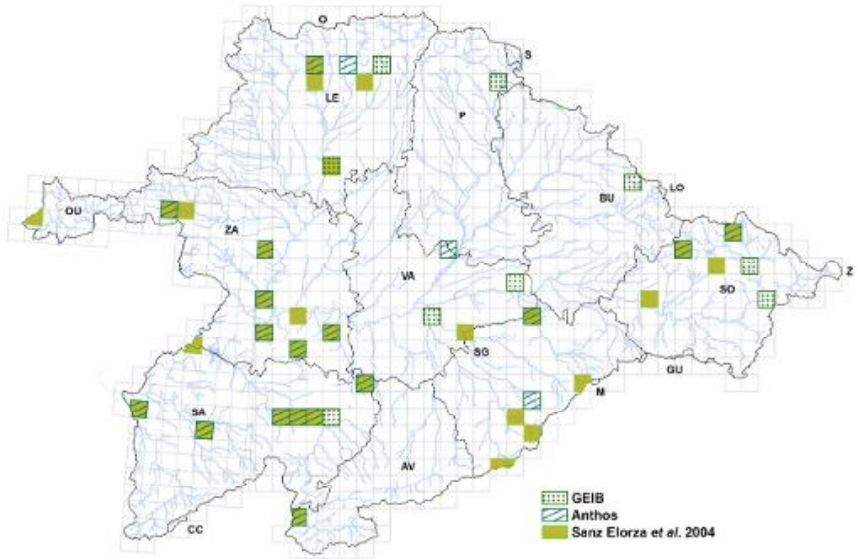 O
S
LE
P
BU
LO
OU
ZA
VA
SO
Z
SG
GU
M
SA
AV
CC
GEIB
Anthos
Sanz Elorza et al. 2004